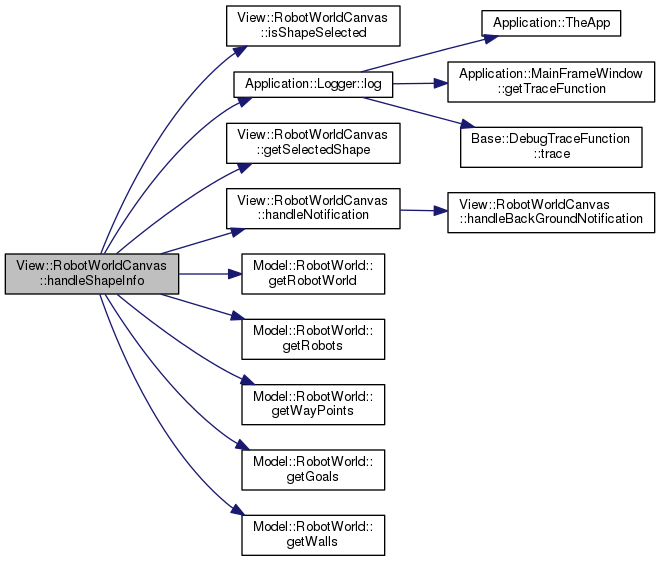 View::RobotWorldCanvas
::isShapeSelected
Application::TheApp
Application::Logger::log
Application::MainFrameWindow
::getTraceFunction
View::RobotWorldCanvas
::getSelectedShape
Base::DebugTraceFunction
::trace
View::RobotWorldCanvas
::handleNotification
View::RobotWorldCanvas
::handleBackGroundNotification
View::RobotWorldCanvas
::handleShapeInfo
Model::RobotWorld::
getRobotWorld
Model::RobotWorld::
getRobots
Model::RobotWorld::
getWayPoints
Model::RobotWorld::
getGoals
Model::RobotWorld::
getWalls